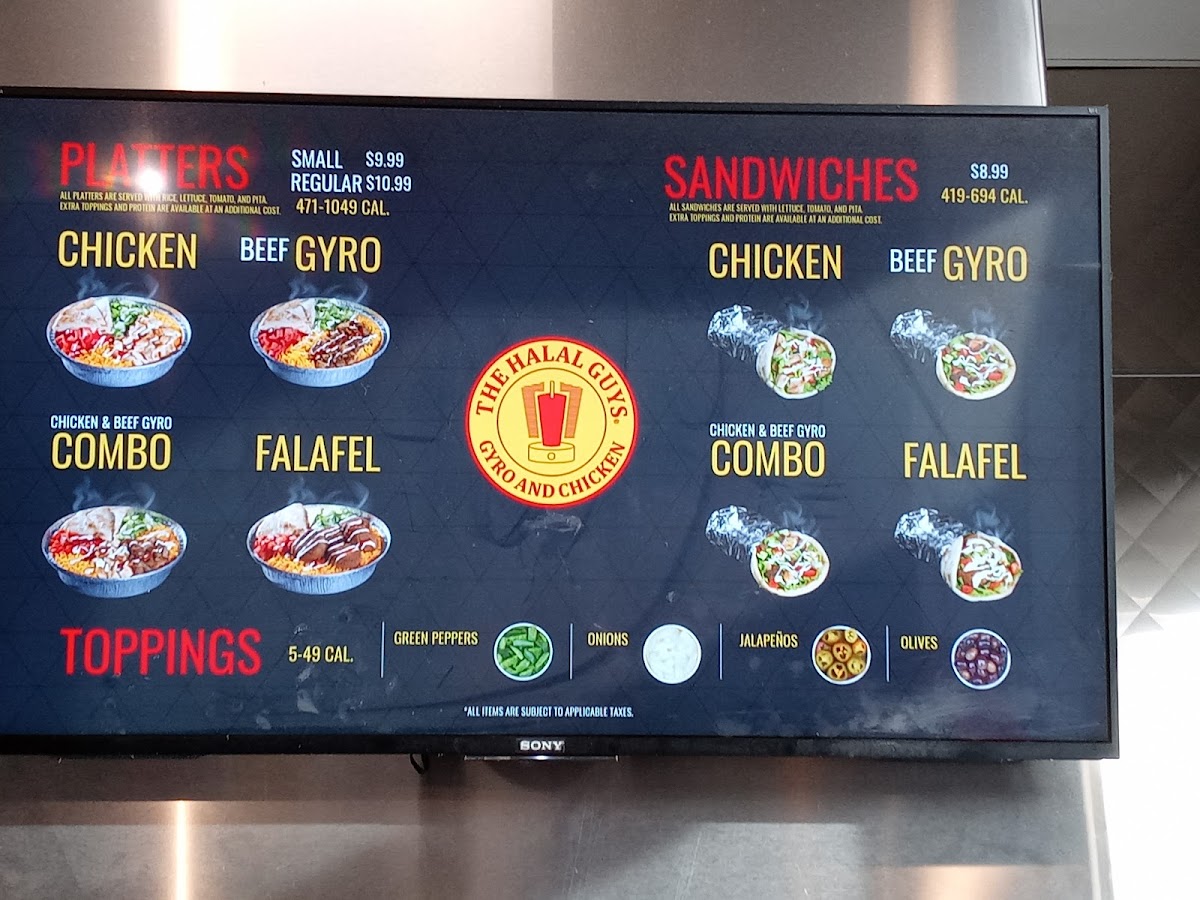 PLATTERS
SMALL $9.99
REGULAR $10.99
ALL PLATTERS ARE SERVED WITH RICE, LETTUCE, TOMATO, AND PITA.
EXTRA TOPPINGS AND PROTEIN ARE AVAILABLE AT AN ADDITIONAL COST.
471-1049 CAL.
CHICKEN
BEEF GYRO
CHICKEN & BEEF GYRO
COMBO
FALAFEL
THE HALAL GUYS®
GYRO AND CHICKEN
SANDWICHES
$8.99
419-694 CAL.
ALL SANDWICHES ARE SERVED WITH LETTUCE, TOMATO, AND PITA.
EXTRA TOPPINGS AND PROTEIN ARE AVAILABLE AT AN ADDITIONAL COST.
CHICKEN
BEEF GYRO
CHICKEN & BEEF GYRO
COMBO
FALAFEL
TOPPINGS
5-49 CAL.
GREEN PEPPERS
ONIONS
JALAPEÑOS
OLIVES
*ALL ITEMS ARE SUBJECT TO APPLICABLE TAXES.
SONY